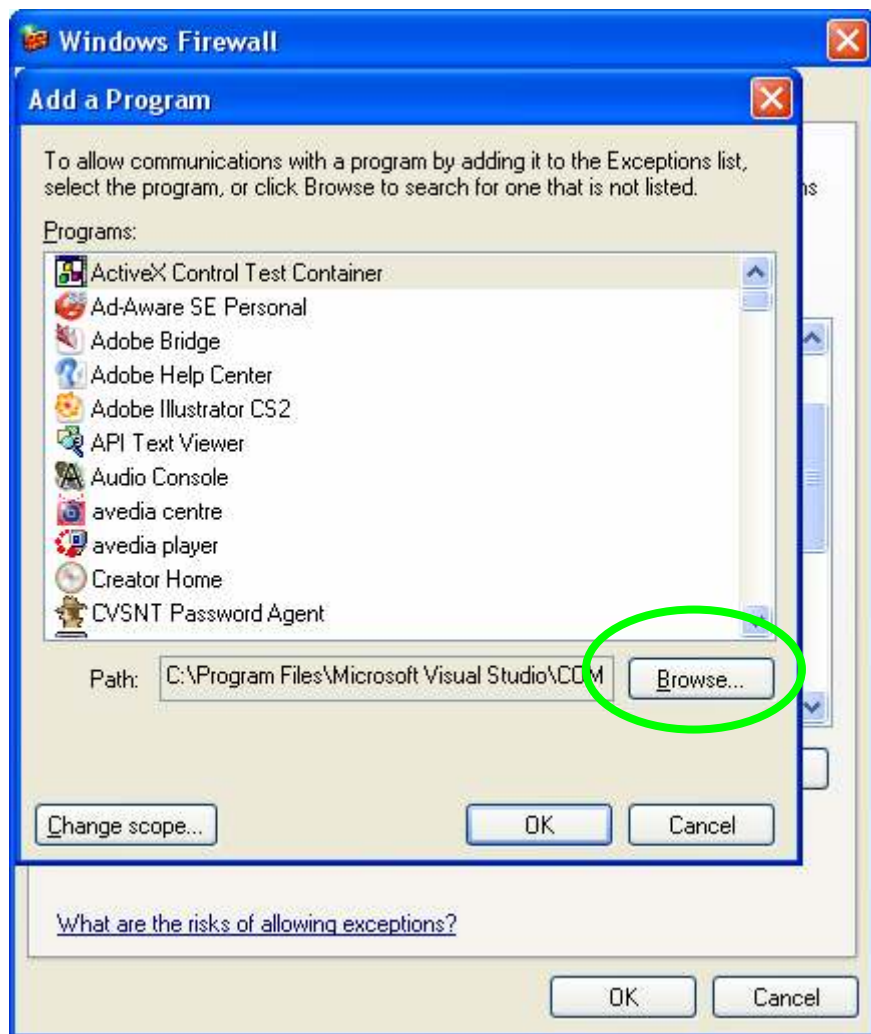 Windows Firewall
Add a Program
To allow communications with a program by adding it to the Exceptions list,
select the program, or click Browse to search for one that is not listed.
Programs:
ActiveX Control Test Container
Ad-Aware SE Personal
Adobe Bridge
Adobe Help Center
Adobe Illustrator CS2
API Text Viewer
Audio Console
avedia centre
avedia player
Creator Home
CVSNT Password Agent
Path: C:\Program Files\Microsoft Visual Studio\COM Browse...
Change scope... OK Cancel
What are the risks of allowing exceptions?
OK Cancel